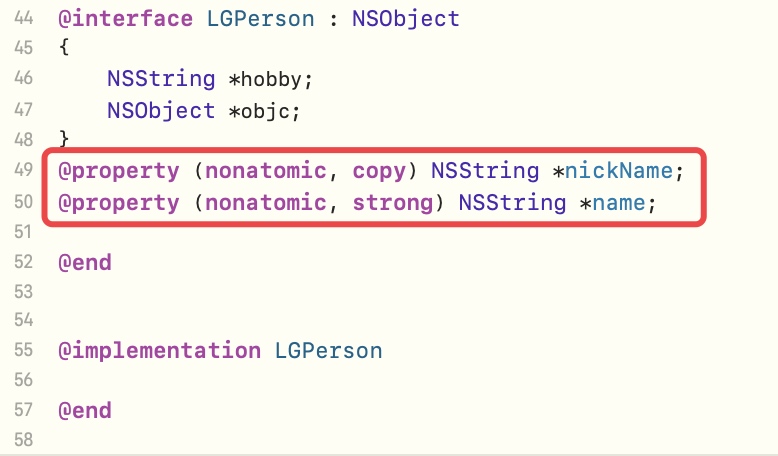 44 @interface LGPerson : NSObject
45 {
46     NSString *hobby;
47     NSObject *objc;
48 }
49 @property (nonatomic, copy) NSString *nickName;
50 @property (nonatomic, strong) NSString *name;
51
52 @end
53
54
55 @implementation LGPerson
56
57 @end
58